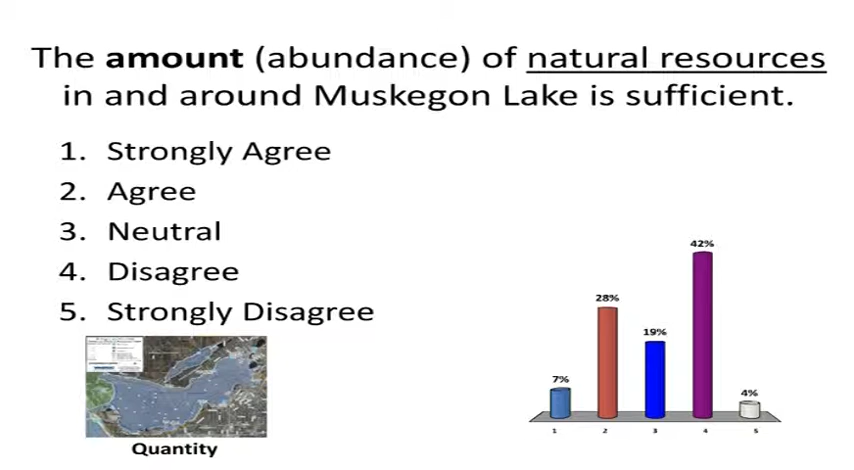 The amount (abundance) of natural resources
in and around Muskegon Lake is sufficient.
1. Strongly Agree
2. Agree
3. Neutral
4. Disagree
5. Strongly Disagree
Quantity
42%
28%
19%
7%
4%
1 2 3 4 5